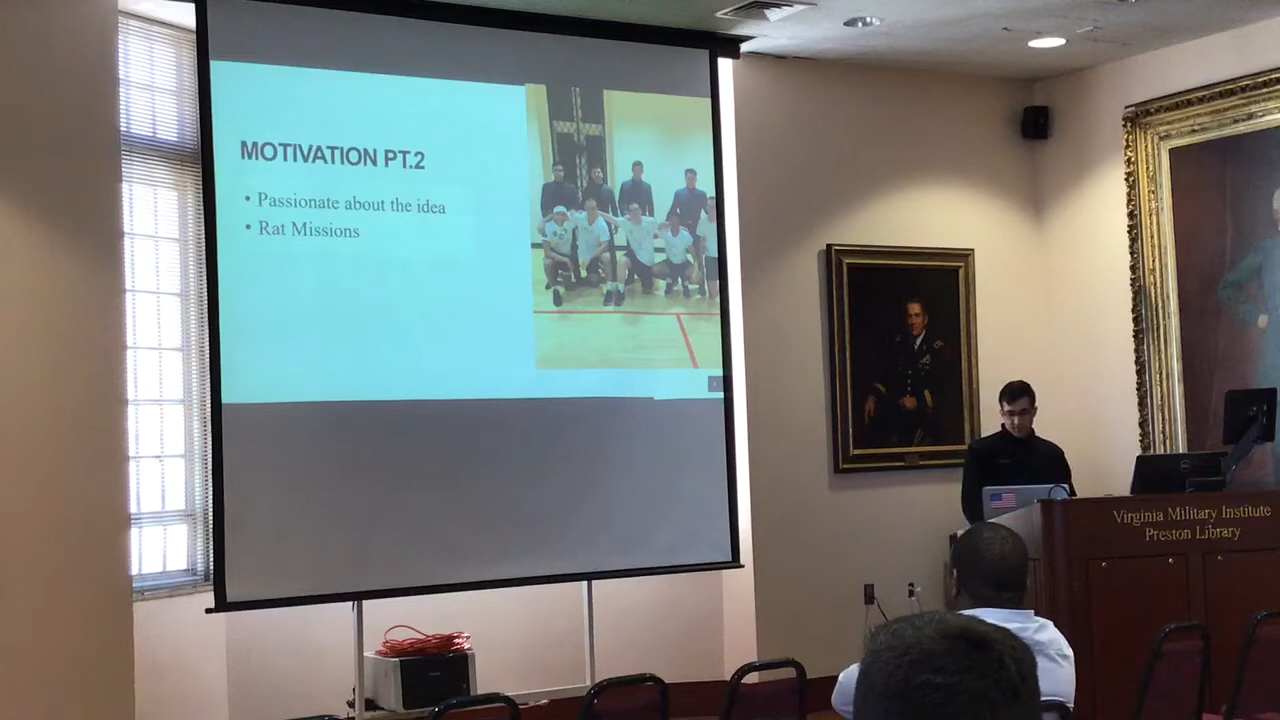 MOTIVATION PT.2
• Passionate about the idea
• Rat Missions
Virginia Military Institute
Preston Library